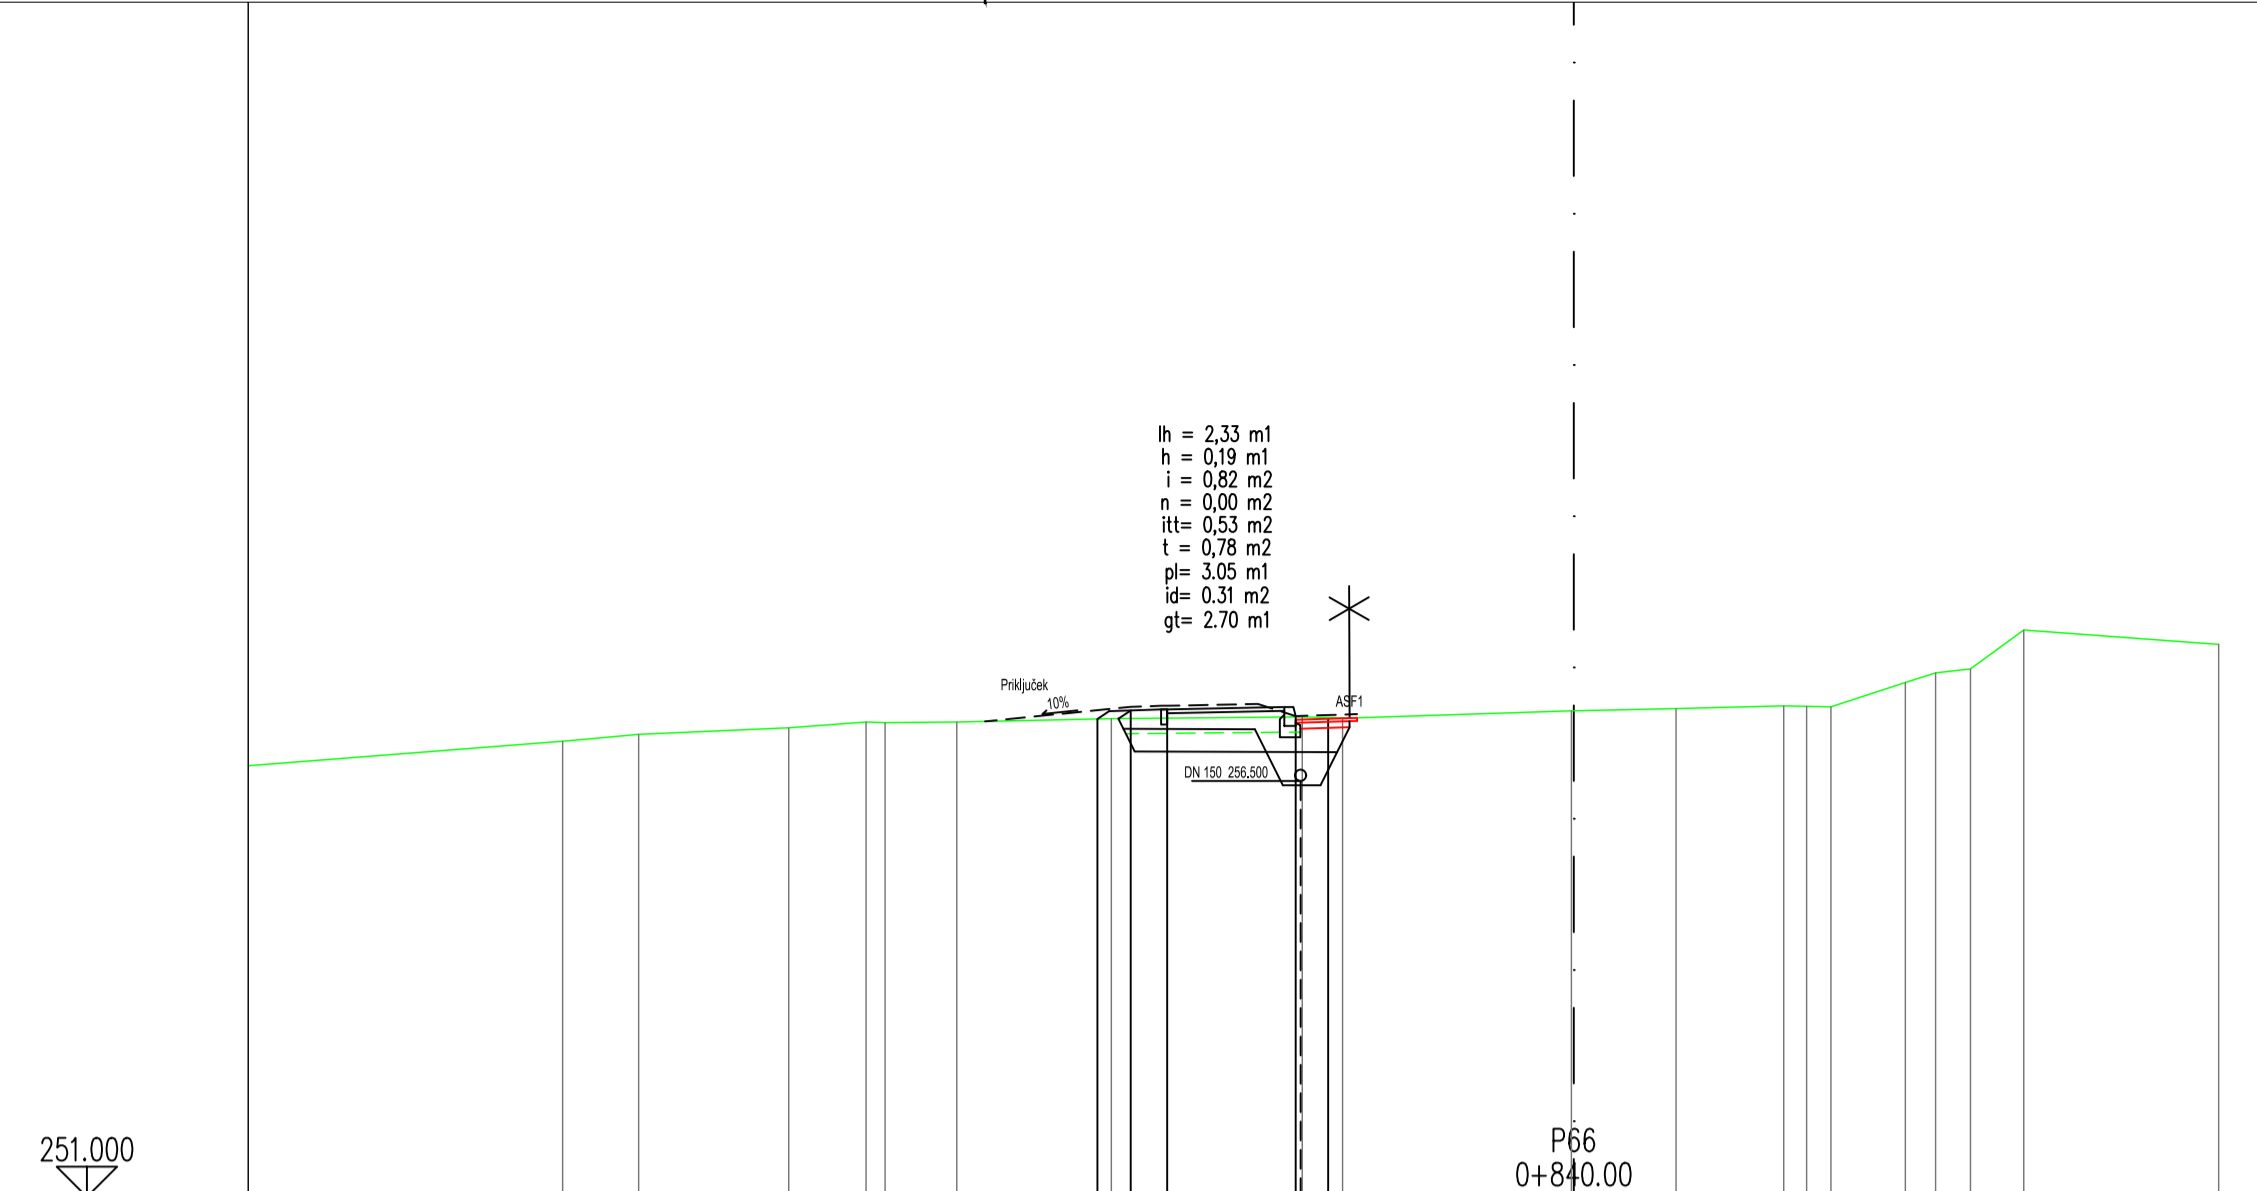 lh = 2,33 m1
h = 0,19 m1
i = 0,82 m2
n = 0,00 m2
itt= 0,53 m2
t = 0,78 m2
pl= 3.05 m1
id= 0.31 m2
gt= 2.70 m1
Priključek
10%
ASF1
DN 150 256.500
251.000
P66
0+840.00